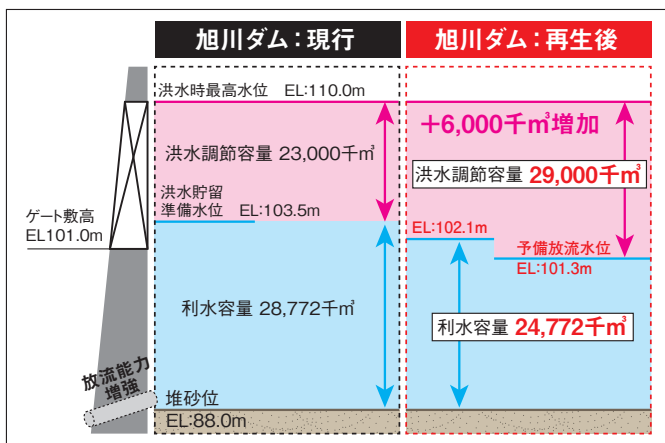 旭川ダム：現行
旭川ダム：再生後
洪水時最高水位 EL:110.0m
洪水調節容量 23,000千㎥
洪水貯留
準備水位 EL:103.5m
ゲート敷高
EL101.0m
利水容量 28,772千㎥
放流能力
増強
堆砂位
EL:88.0m
＋6,000千㎥増加
洪水調節容量 29,000千㎥
EL:102.1m
予備放流水位
EL:101.3m
利水容量 24,772千㎥